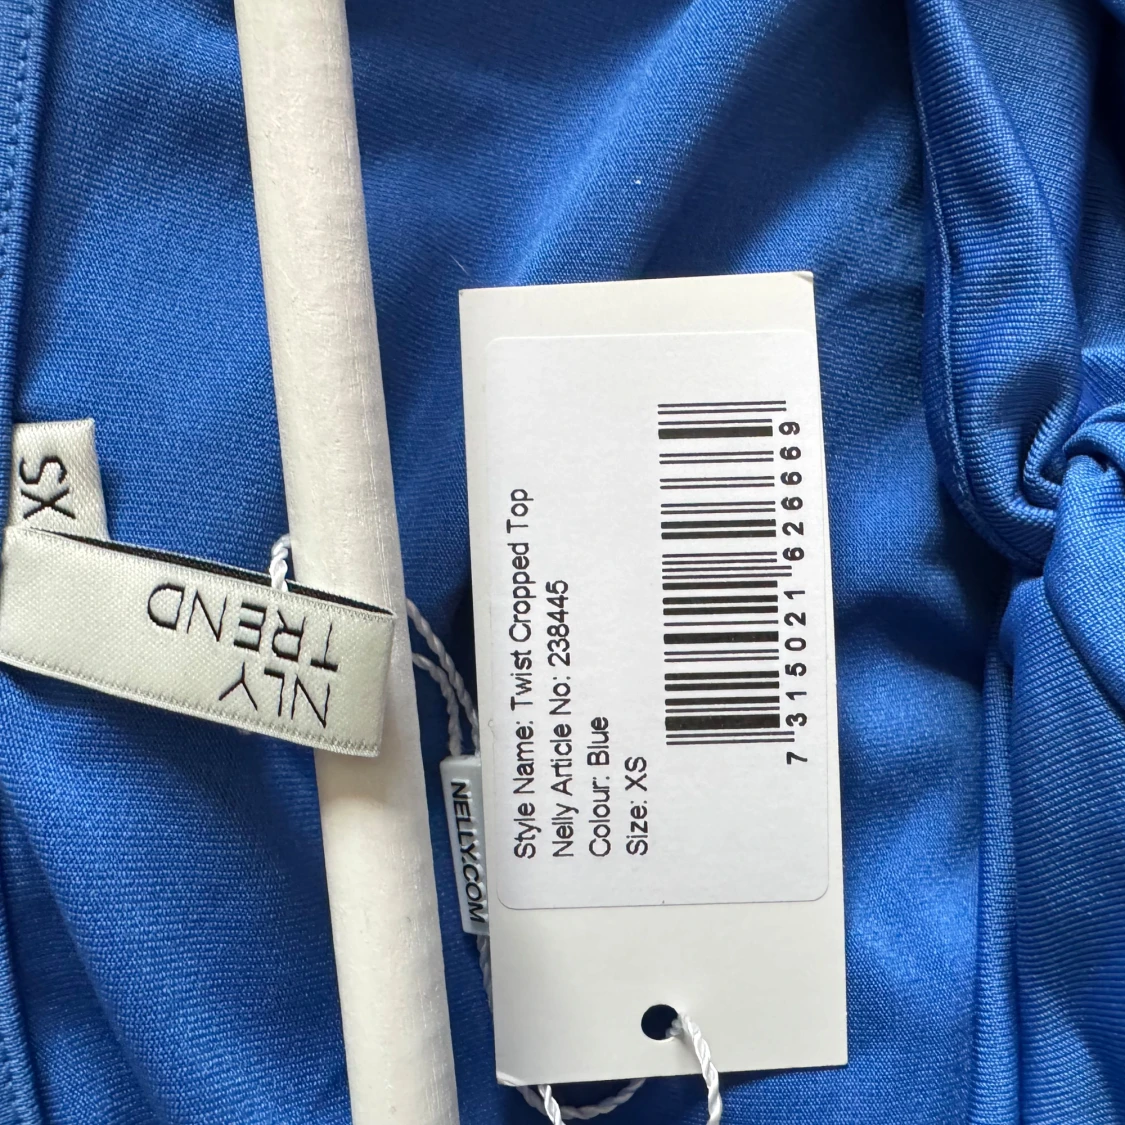 XS
NLY
TREND
NELLY.COM
Style Name: Twist Cropped Top
Nelly Article No: 238445
Colour: Blue
Size: XS
7 315021 626669